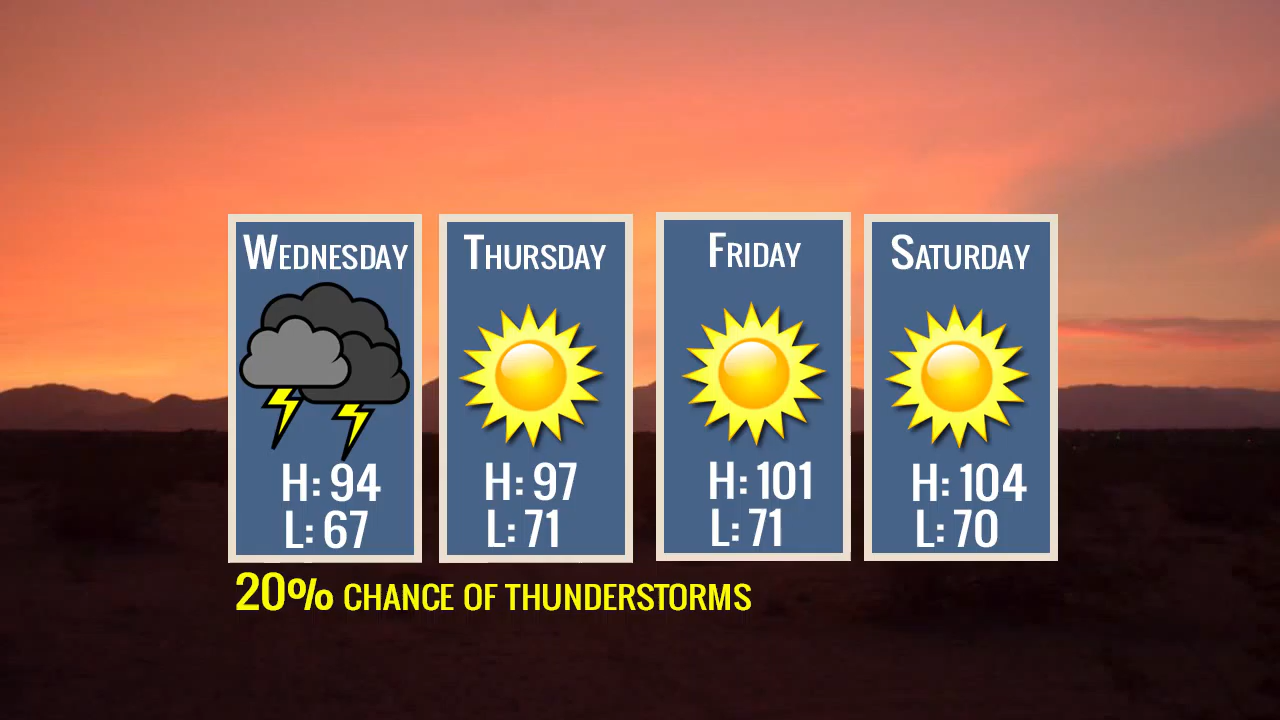 Wednesday
H: 94
L: 67
Thursday
H: 97
L: 71
Friday
H: 101
L: 71
Saturday
H: 104
L: 70
20% CHANCE OF THUNDERSTORMS